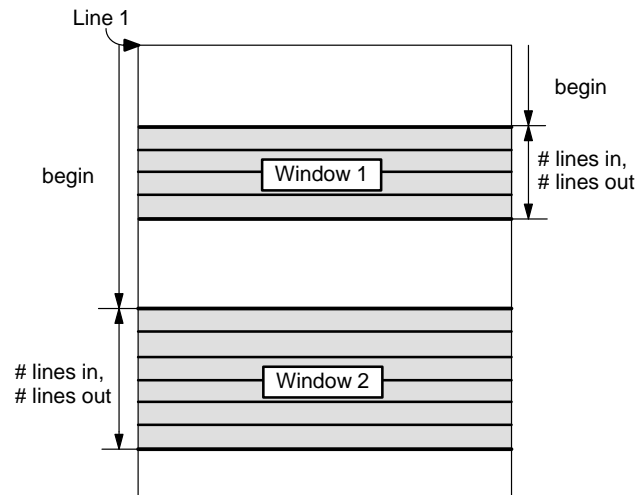 Line 1
begin
# lines in,
# lines out
Window 1
begin
# lines in,
# lines out
Window 2